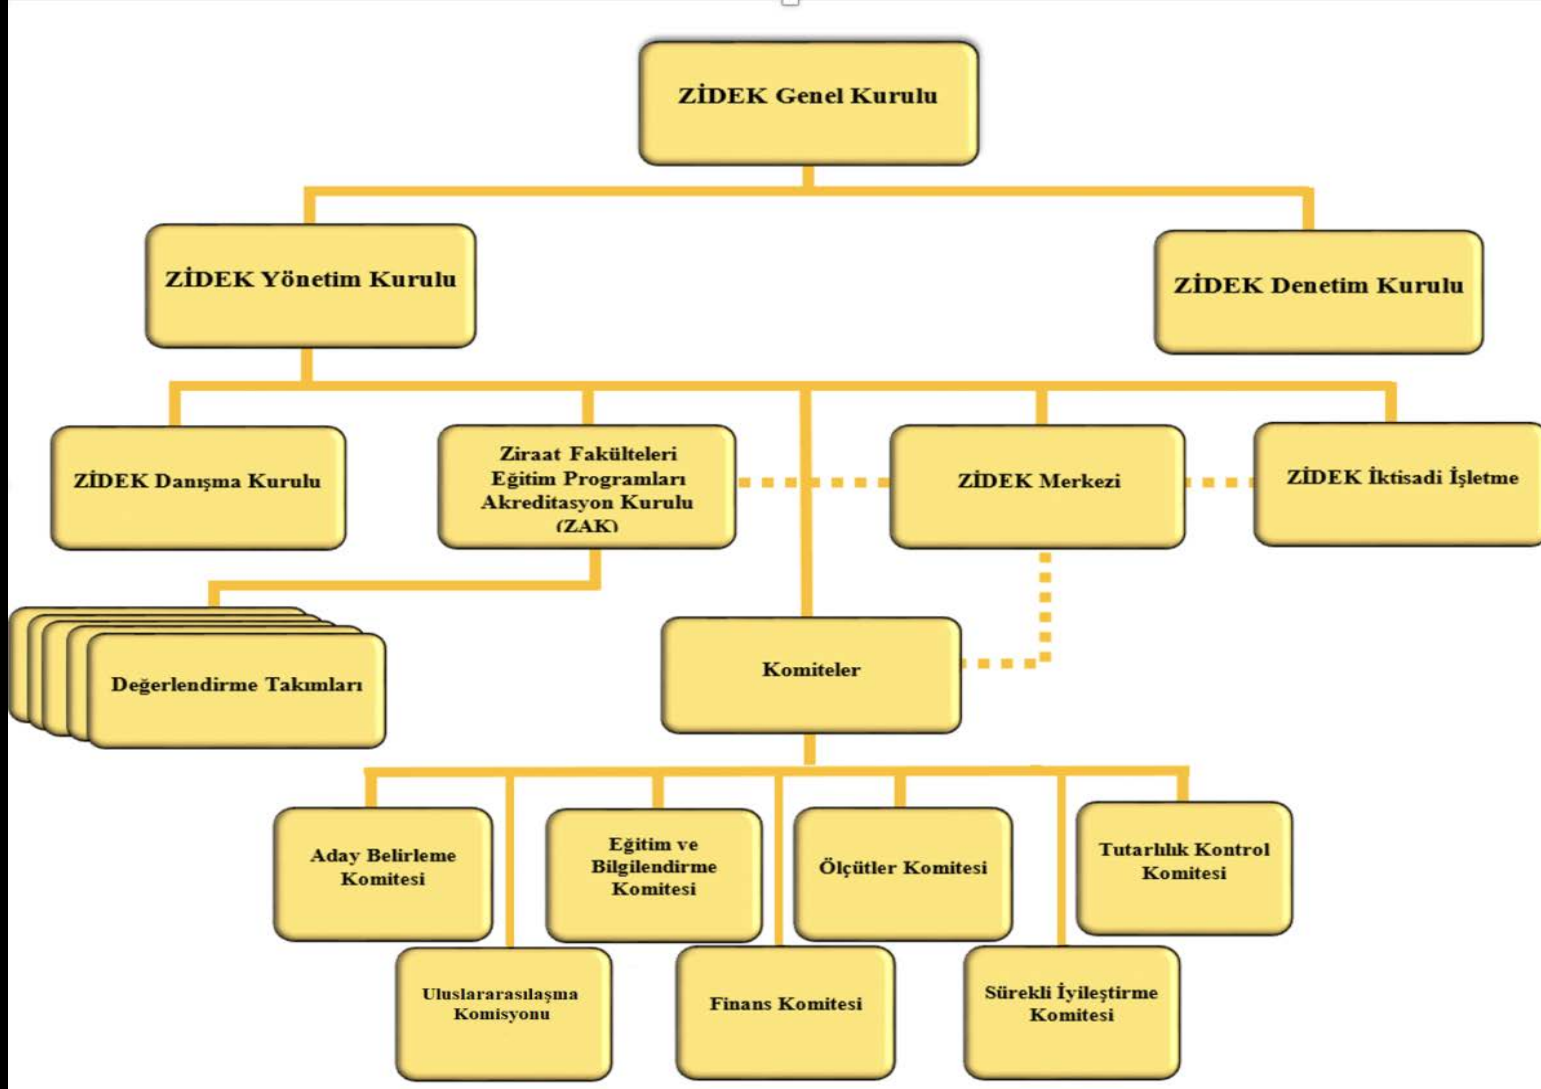 ZİDEK Genel Kurulu
ZİDEK Yönetim Kurulu
ZİDEK Denetim Kurulu
ZİDEK Danışma Kurulu
Ziraat Fakülteleri
Eğitim Programları
Akreditasyon Kurulu
(ZAK)
ZİDEK Merkezi
ZİDEK İktisadi İşletme
Değerlendirme Takımları
Komiteler
Aday Belirleme
Komitesi
Eğitim ve
Bilgilendirme
Komitesi
Ölçütler Komitesi
Tutarlılık Kontrol
Komitesi
Uluslararasılaşma
Komisyonu
Finans Komitesi
Sürekli İyileştirme
Komitesi